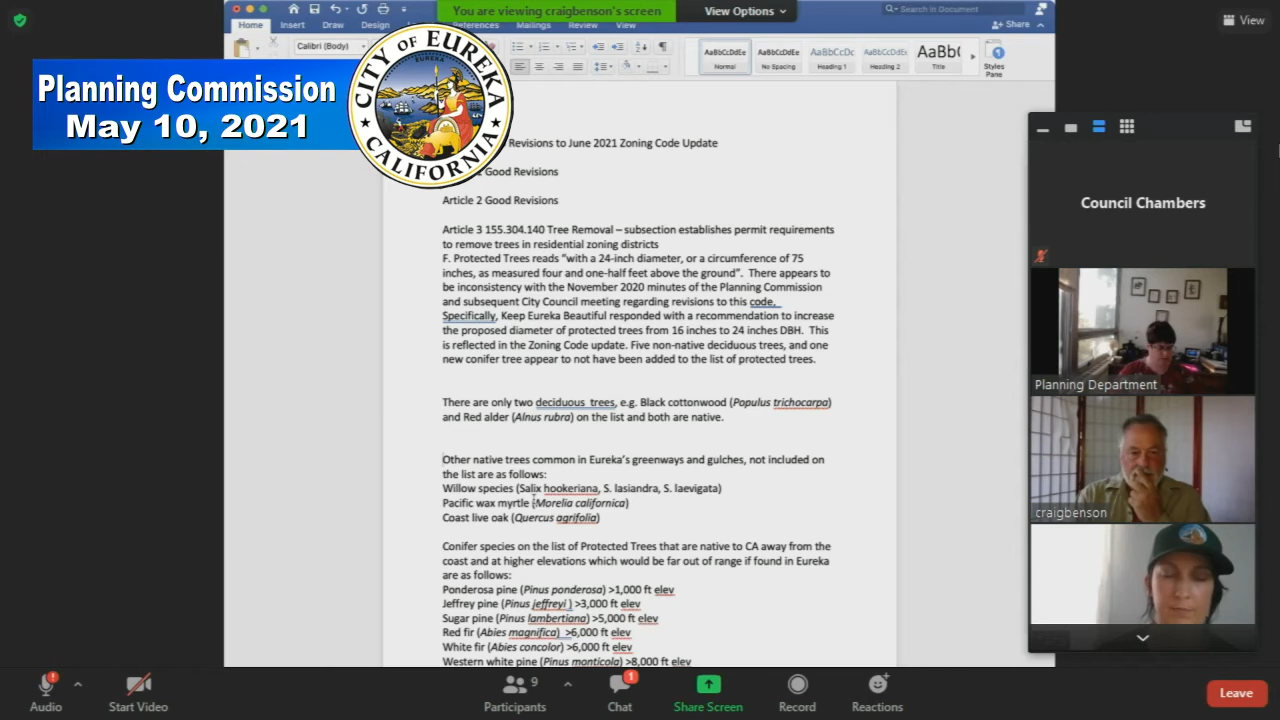 You are viewing craigbenson's screen
View Options
Search in Document
View
Home
Insert
Draw
Design
References
Mailings
Review
View
Share
Calibri (Body)
AaBbCcDdEe
AaBbCcDdEe
AaBbCcDc
AaBbCcDdEe
AaBb(
Normal
No Spacing
Heading 1
Heading 2
Title
Styles
Pane
Planning Commission
May 10, 2021
CITY OF EUREKA
EUREKA
CALIFORNIA
Revisions to June 2021 Zoning Code Update
Good Revisions
Article 2 Good Revisions
Article 3 155.304.140 Tree Removal – subsection establishes permit requirements
to remove trees in residential zoning districts
F. Protected Trees reads “with a 24-inch diameter, or a circumference of 75
inches, as measured four and one-half feet above the ground”. There appears to
be inconsistency with the November 2020 minutes of the Planning Commission
and subsequent City Council meeting regarding revisions to this code.
Specifically, Keep Eureka Beautiful responded with a recommendation to increase
the proposed diameter of protected trees from 16 inches to 24 inches DBH. This
is reflected in the Zoning Code update. Five non-native deciduous trees, and one
new conifer tree appear to not have been added to the list of protected trees.
There are only two deciduous trees, e.g. Black cottonwood (Populus trichocarpa)
and Red alder (Alnus rubra) on the list and both are native.
Other native trees common in Eureka’s greenways and gulches, not included on
the list are as follows:
Willow species (Salix hookeriana, S. lasiandra, S. laevigata)
Pacific wax myrtle (Morelia californica)
Coast live oak (Quercus agrifolia)
Conifer species on the list of Protected Trees that are native to CA away from the
coast and at higher elevations which would be far out of range if found in Eureka
are as follows:
Ponderosa pine (Pinus ponderosa) >1,000 ft elev
Jeffrey pine (Pinus jeffreyi ) >3,000 ft elev
Sugar pine (Pinus lambertiana) >5,000 ft elev
Red fir (Abies magnifica) >6,000 ft elev
White fir (Abies concolor) >6,000 ft elev
Western white pine (Pinus monticola) >8,000 ft elev
Council Chambers
Planning Department
craigbenson
Audio
Start Video
Participants
9
Chat
1
Share Screen
Record
Reactions
Leave